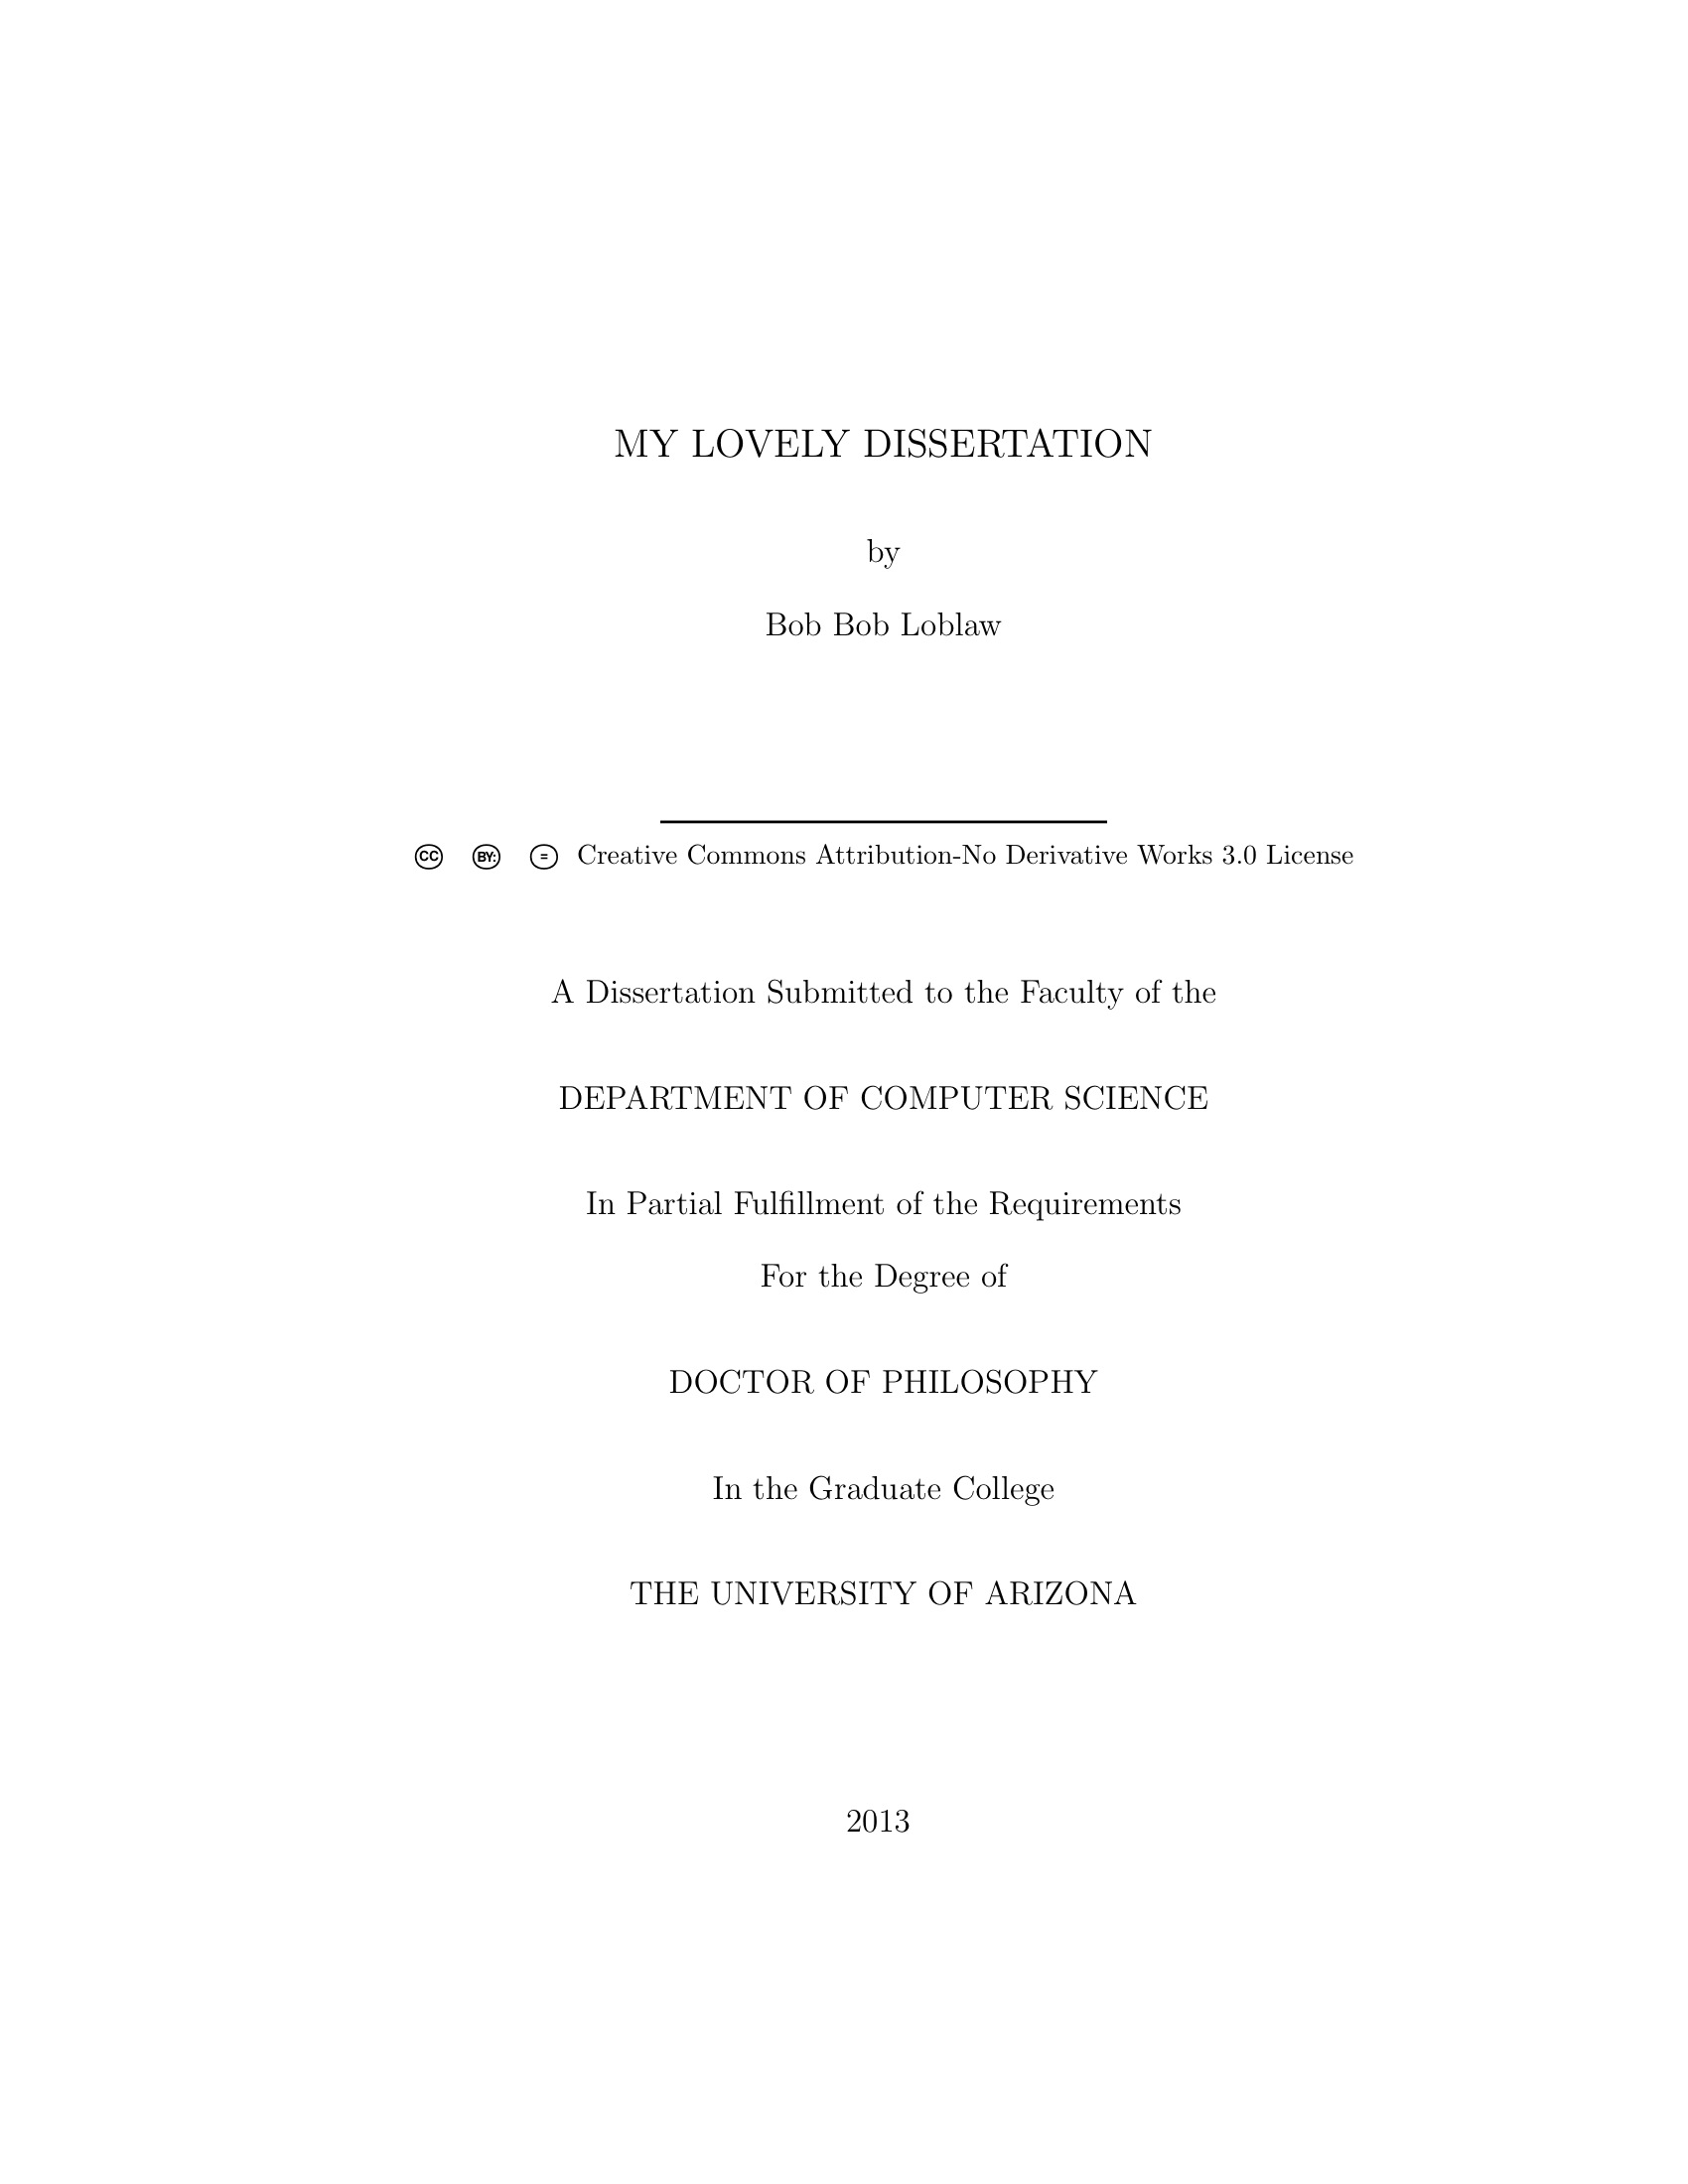 MY LOVELY DISSERTATION
by
Bob Bob Loblaw
CC BY: = Creative Commons Attribution-No Derivative Works 3.0 License
A Dissertation Submitted to the Faculty of the
DEPARTMENT OF COMPUTER SCIENCE
In Partial Fulfillment of the Requirements
For the Degree of
DOCTOR OF PHILOSOPHY
In the Graduate College
THE UNIVERSITY OF ARIZONA
2013